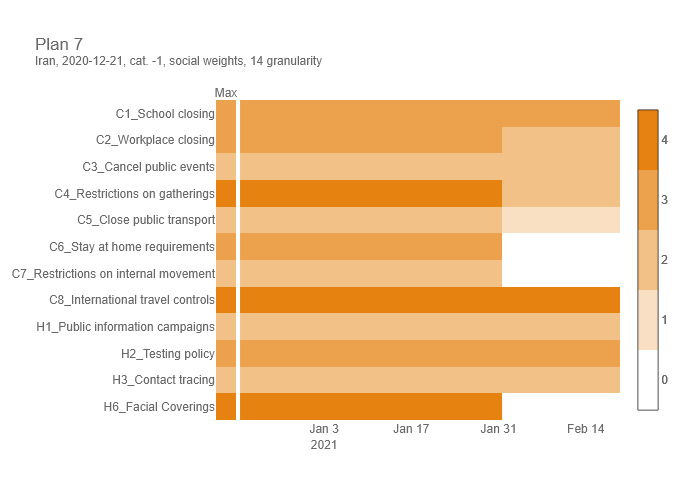 Plan 7
Iran, 2020-12-21, cat. -1, social weights, 14 granularity
Max
C1_School closing
C2_Workplace closing
C3_Cancel public events
C4_Restrictions on gatherings
C5_Close public transport
C6_Stay at home requirements
C7_Restrictions on internal movement
C8_International travel controls
H1_Public information campaigns
H2_Testing policy
H3_Contact tracing
H6_Facial Coverings
Jan 3 Jan 17 Jan 31 Feb 14
2021
4
3
2
1
0